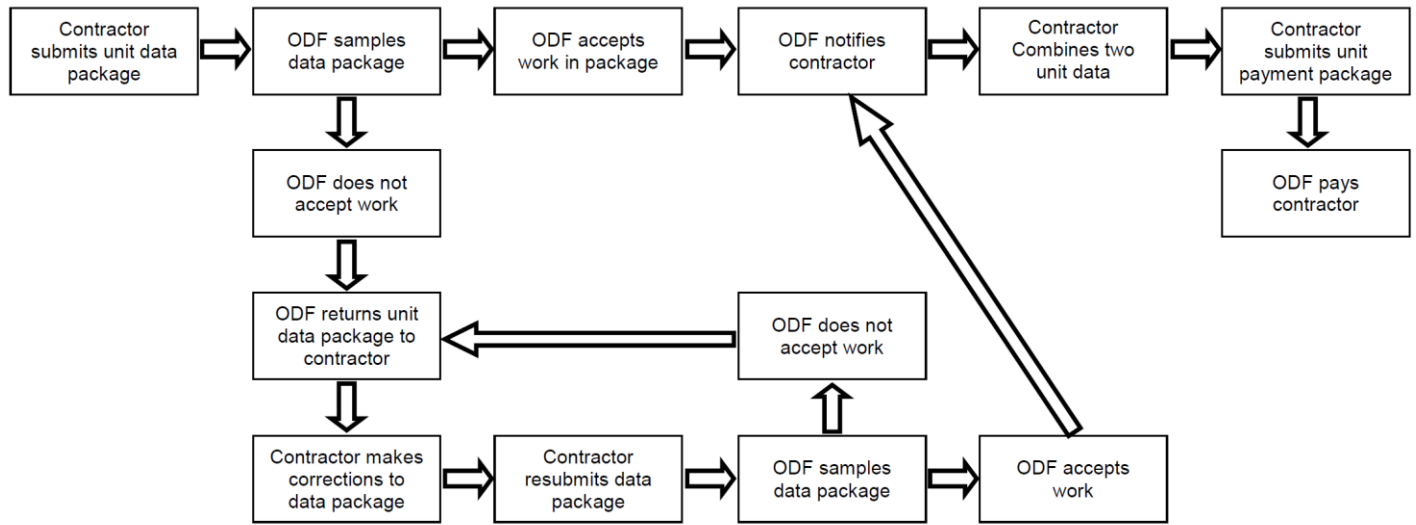 Contractor
submits unit data
package
ODF samples
data package
ODF accepts
work in package
ODF notifies
contractor
Contractor
Combines two
unit data
Contractor
submits unit
payment package
ODF does not
accept work
ODF pays
contractor
ODF returns unit
data package to
contractor
ODF does not
accept work
Contractor makes
corrections to
data package
Contractor
resubmits data
package
ODF samples
data package
ODF accepts
work